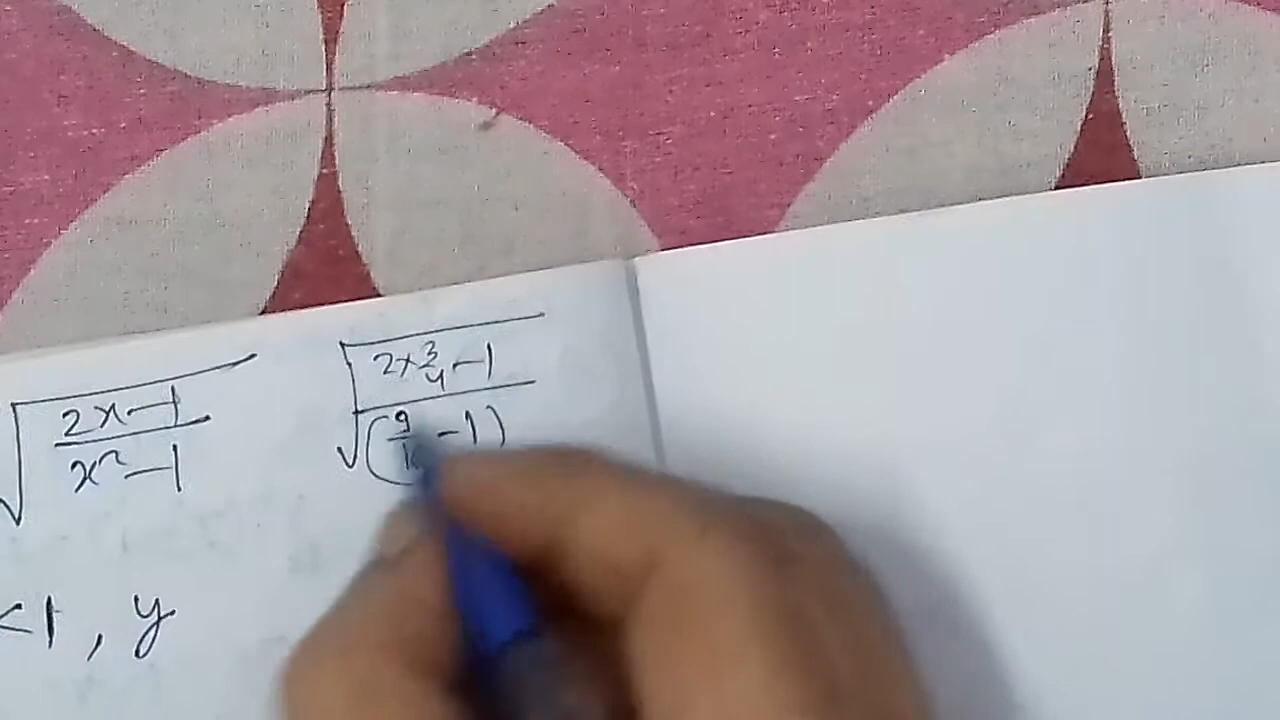 √((2x-1)/(x²-1)) √((2×3/4-1)/((9/16-1)))
<1, y